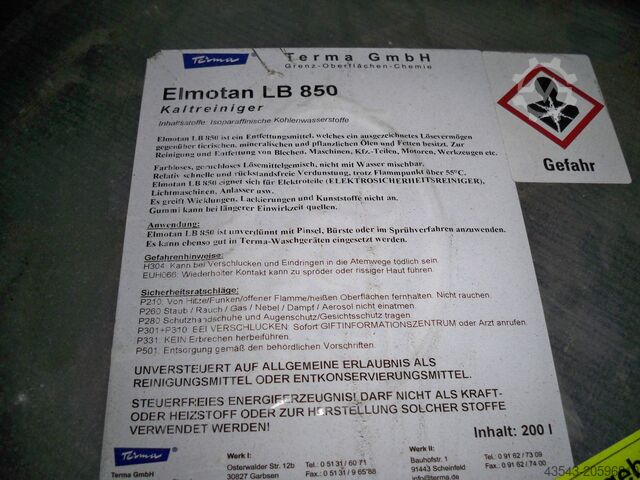 Terma
Terma GmbH
Grenz-Oberflächen-Chemie
Elmotan LB 850
Kaltreiniger
Inhaltsstoffe: Isoparaffinische Kohlenwasserstoffe
Elmotan LB 850 ist ein Entfettungsmittel, welches ein ausgezeichnetes Lösevermögen
gegenüber tierischen, mineralischen und pflanzlichen Ölen und Fetten besitzt. Zur
Reinigung und Entfettung von Blechen, Maschinen, Kfz.-Teilen, Motoren, Werkzeugen etc.
Farbloses, geruchloses Lösemittelgemisch, nicht mit Wasser mischbar.
Relativ schnelle und rückstandsfreie Verdunstung, trotz Flammpunkt über 55°C.
Elmotan LB 850 eignet sich für Elektroteile (ELEKTROSICHERHEITSREINIGER),
Lichtmaschinen, Anlasser usw.
Es greift Wicklungen, Lackierungen und Kunststoffe nicht an.
Gummi kann bei längerer Einwirkzeit quellen.
Anwendung:
Elmotan LB 850 ist unverdünnt mit Pinsel, Bürste oder im Sprühverfahren anzuwenden.
Es kann ebenso gut in Terma-Waschgeräten eingesetzt werden.
Gefahrenhinweise:
H304: Kann bei Verschlucken und Eindringen in die Atemwege tödlich sein.
EUH066: Wiederholter Kontakt kann zu spröder oder rissiger Haut führen.
Sicherheitsratschläge:
P210: Von Hitze/Funken/offener Flamme/heißen Oberflächen fernhalten. Nicht rauchen.
P260 Staub / Rauch / Gas / Nebel / Dampf / Aerosol nicht einatmen.
P280 Schutzhandschuhe und Augenschutz/Gesichtsschutz tragen.
P301+P310: BEI VERSCHLUCKEN: Sofort GIFTINFORMATIONSZENTRUM oder Arzt anrufen.
P331: KEIN Erbrechen herbeiführen.
P501: Entsorgung gemäß den behördlichen Vorschriften.
UNVERSTEUERT AUF ALLGEMEINE ERLAUBNIS ALS
REINIGUNGSMITTEL ODER ENTKONSERVIERUNGSMITTEL.
STEUERFREIES ENERGIEERZEUGNIS! DARF NICHT ALS KRAFT-
ODER HEIZSTOFF ODER ZUR HERSTELLUNG SOLCHER STOFFE
VERWENDET WERDEN!
Inhalt: 200 l
Terma
Terma GmbH
Werk I:
Osterwalder Str. 12b
30827 Garbsen
Tel.: 0 51 31/ 60 71
Fax.: 0 51 31/ 9 65 88
Werk II:
Bauhofstr. 1
91443 Scheinfeld
info@terma.de
Tel.: 0 91 62 / 73 09
Fax: 0 91 62 / 74 00
Gefahr
43543-205968